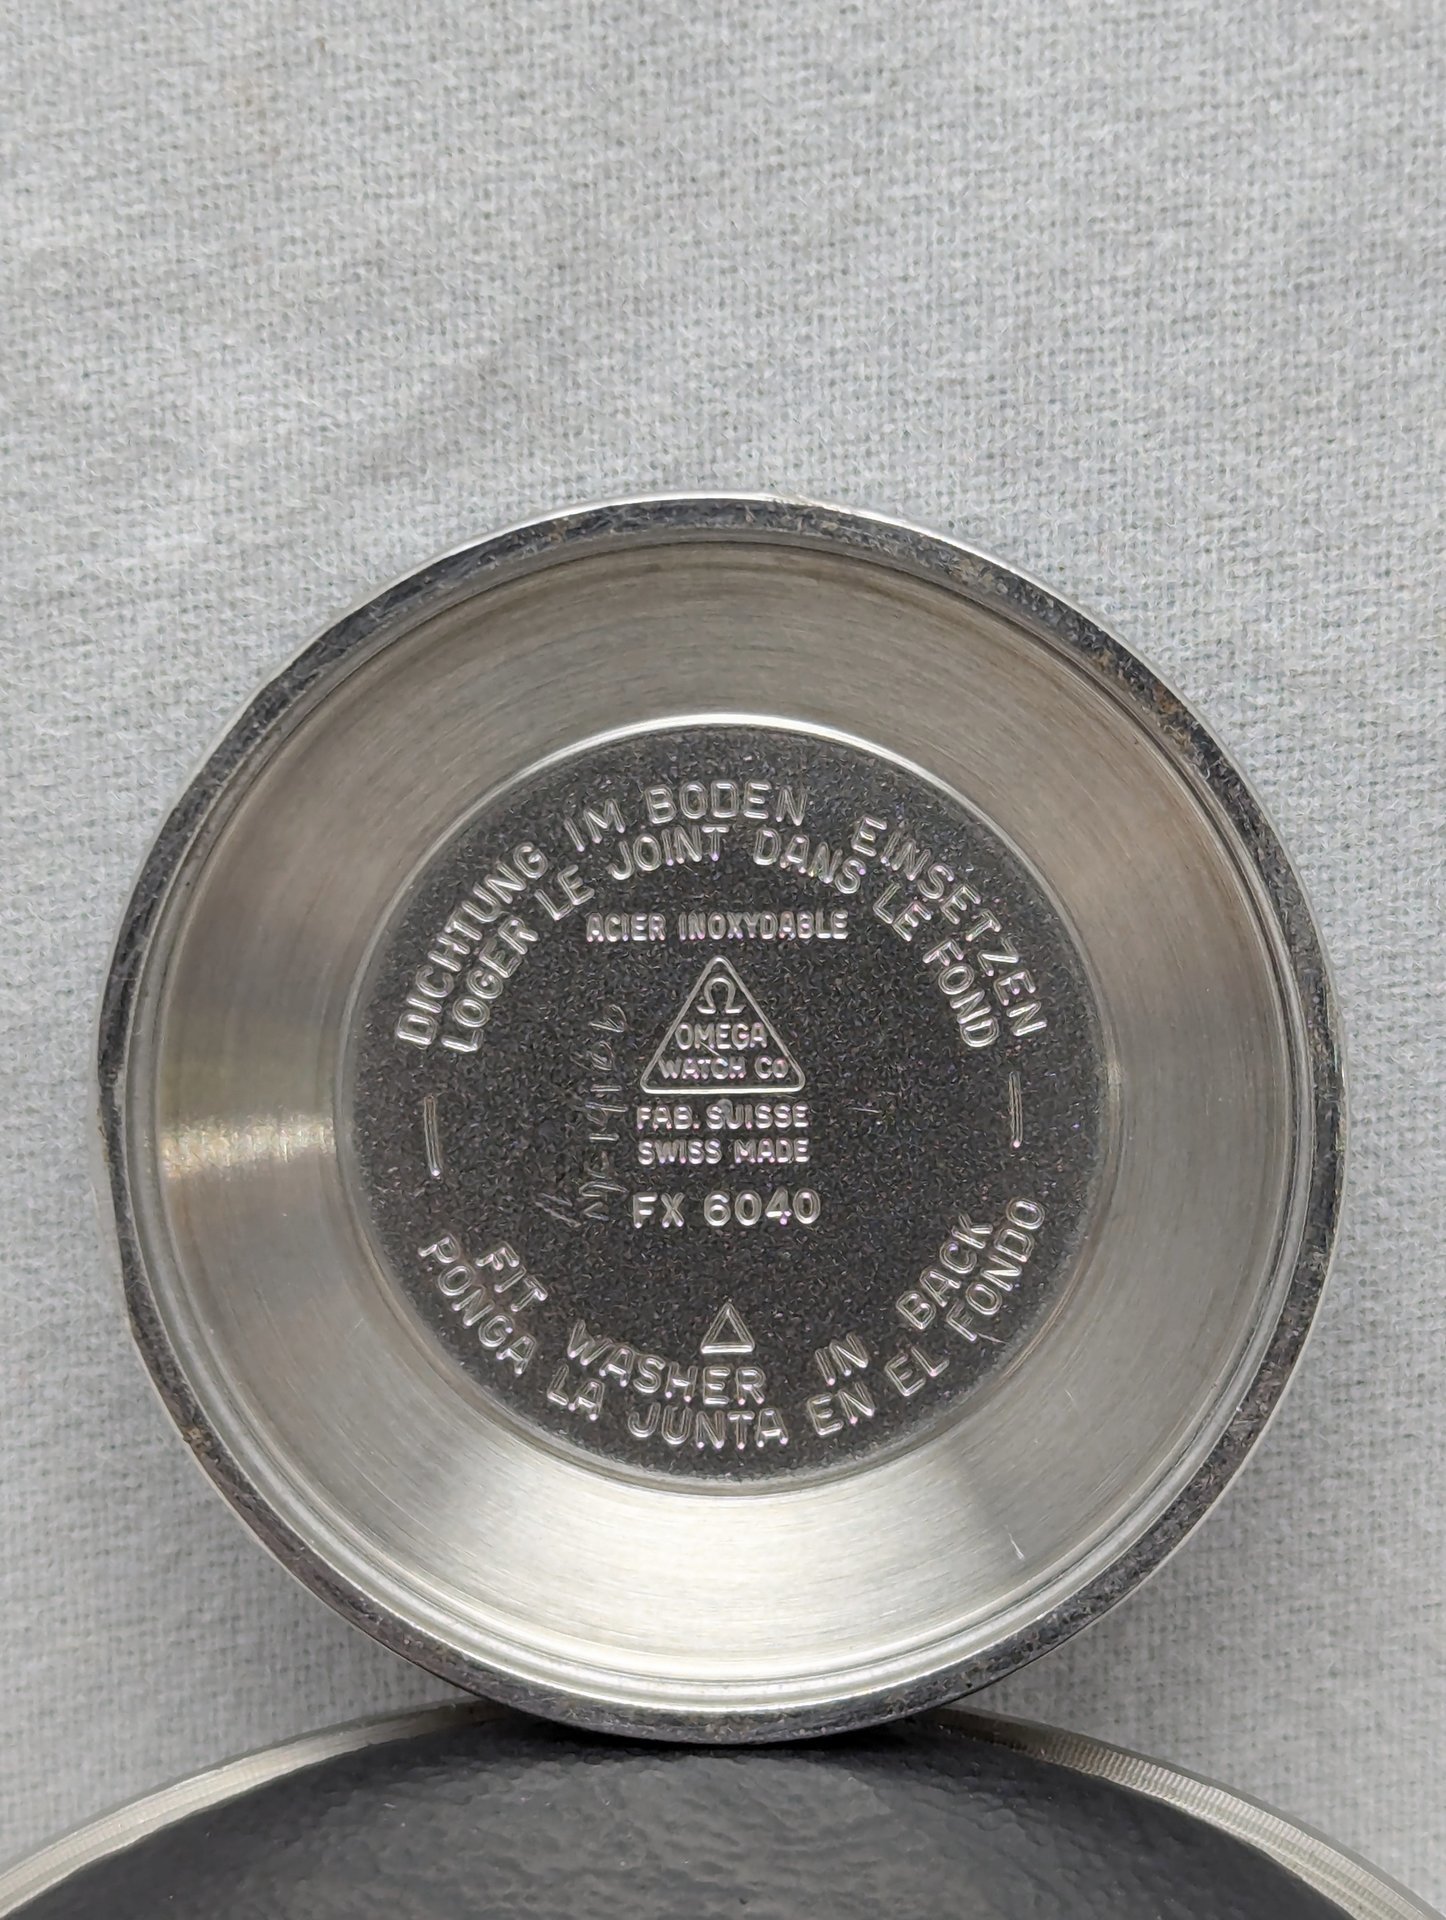 DICHTUNG IM BODEN EINSETZEN
LOGER LE JOINT DANS LE FOND
ACIER INOXYDABLE
Ω
OMEGA
WATCH CO
FAB. SUISSE
SWISS MADE
FX 6040
FIT WASHER IN BACK
PONGA LA JUNTA EN EL FONDO